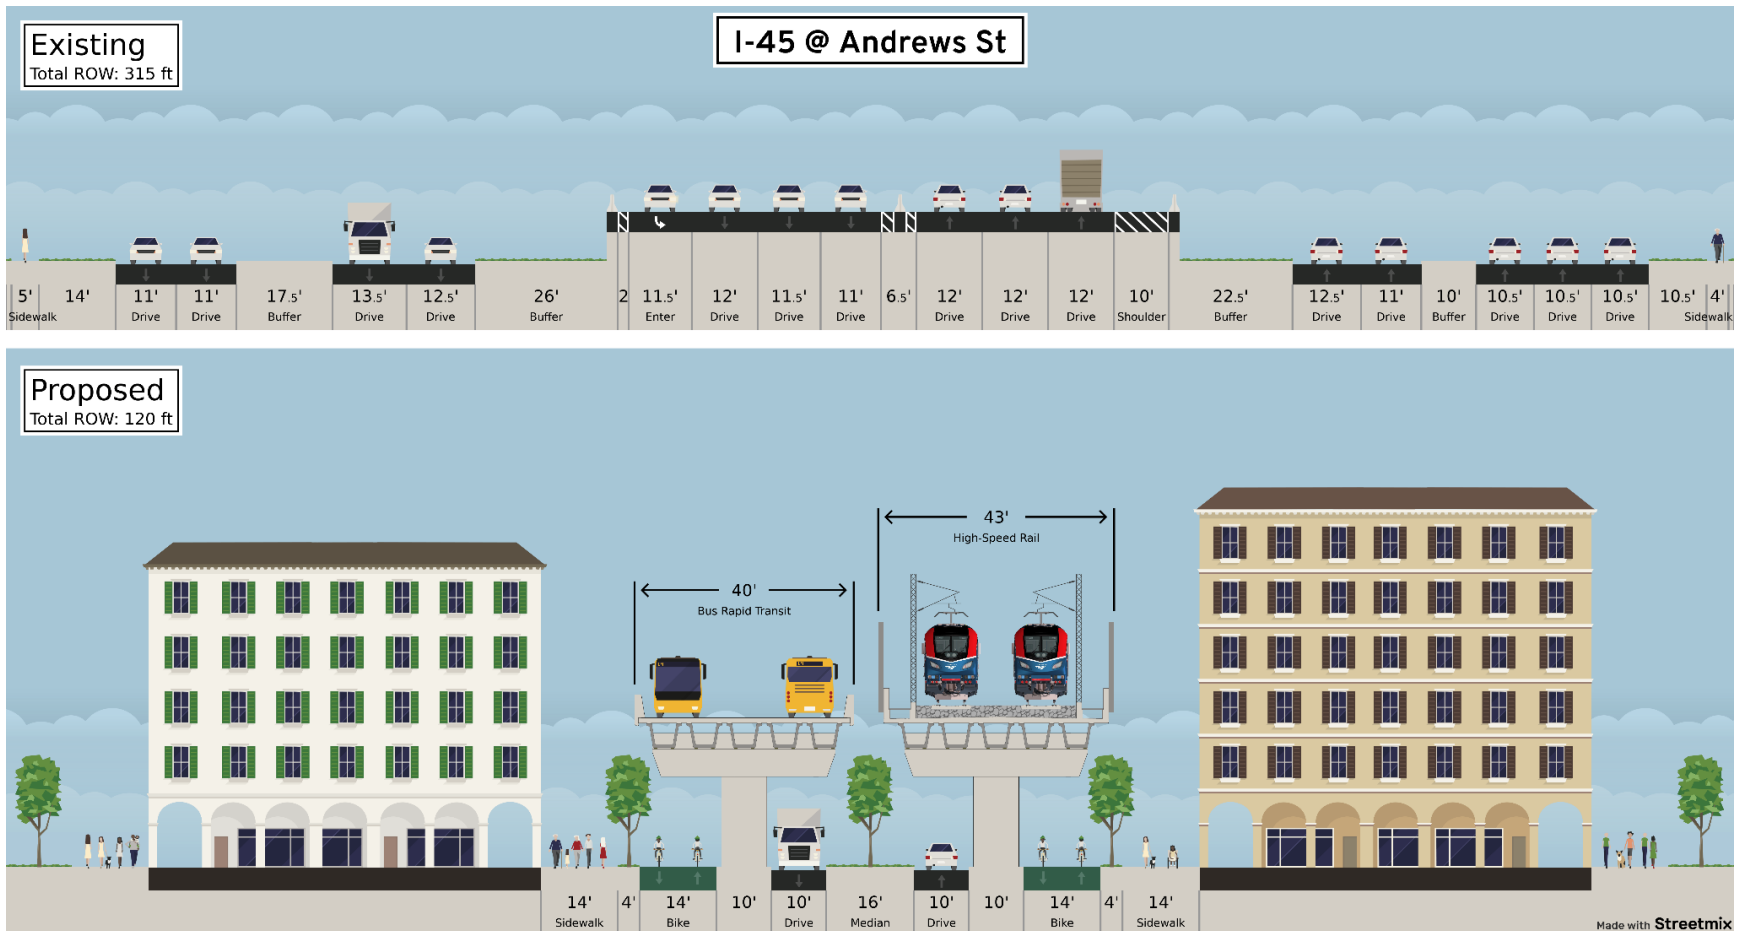 Existing
Total ROW: 315 ft
I-45 @ Andrews St
5' 14' 11' 11' 17.5' 13.5' 12.5' 26' 2 11.5' 12' 11.5' 11' 6.5' 12' 12' 12' 10' 22.5' 12.5' 11' 10' 10.5' 10.5' 10.5' 10.5' 4'
Sidewalk Drive Drive Buffer Drive Drive Buffer Enter Drive Drive Drive Drive Drive Drive Shoulder Buffer Drive Drive Buffer Drive Drive Drive Sidewalk
Proposed
Total ROW: 120 ft
43'
High-Speed Rail
40'
Bus Rapid Transit
14' 4' 14' 10' 10' 16' 10' 10' 14' 4' 14'
Sidewalk Bike Drive Median Drive Bike Sidewalk
Made with Streetmix